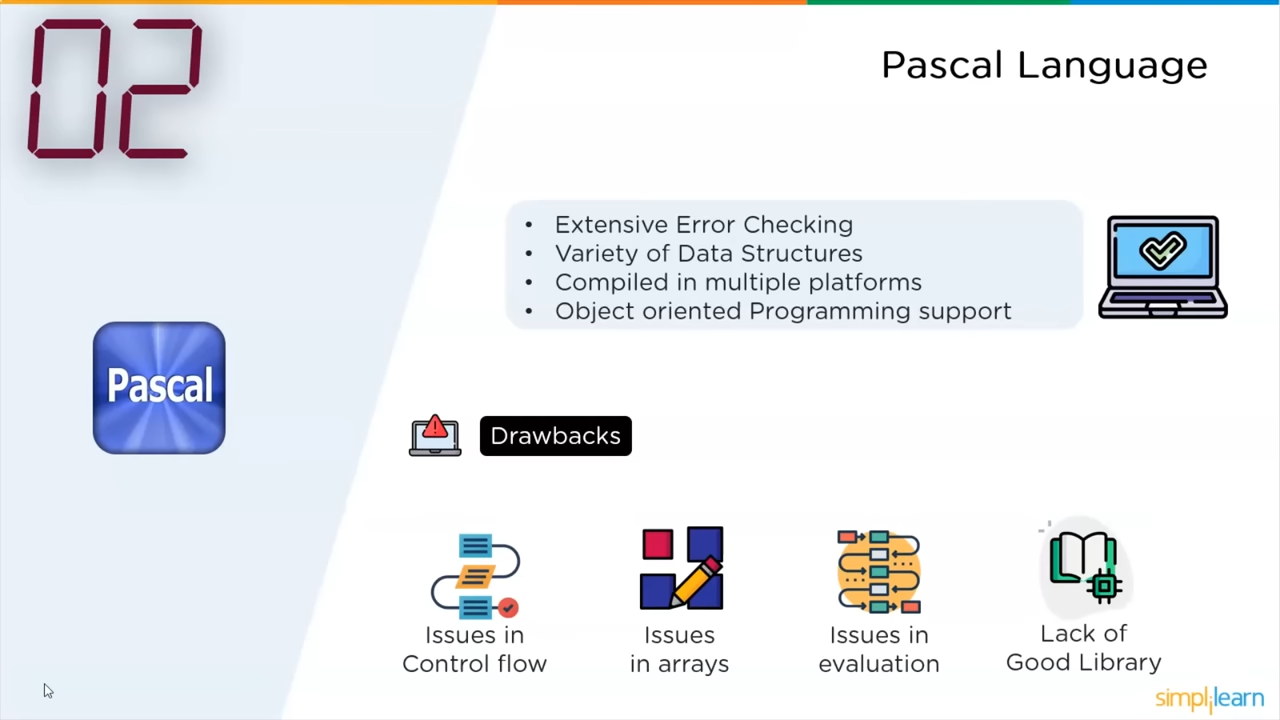 02
Pascal Language
• Extensive Error Checking
• Variety of Data Structures
• Compiled in multiple platforms
• Object oriented Programming support
Pascal
Drawbacks
Issues in
Control flow
Issues
in arrays
Issues in
evaluation
Lack of
Good Library
simplilearn